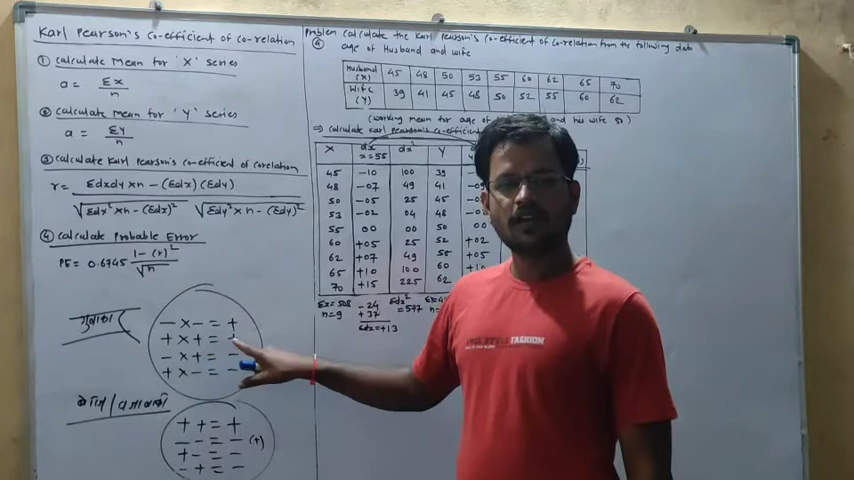 Karl Pearson's Co-efficient of Co-relation
① Calculate Mean for 'X' Series
a = Σx / n
② Calculate Mean for 'Y' Series
a = Σy / n
③ Calculate Karl Pearson's co-efficient of Corelation
r = Σdxdy x n - (Σdx) (Σdy) / √Σdx² x n - (Σdx)² √Σdy² x n - (Σdy)²
④ Calculate Probable Error
PE = 0.6745 1 - (r)² / √n
गुणाकार
- x - = +
+ x + = +
- x + = -
+ x - = -
+ + = +
- - = - (+)
+ - = -
- + = -
Problem Calculate the Karl Pearson's Co-efficient of Co-relation from the following data
④ age of Husband and wife
Husband (X) 45 48 50 53 55 60 62 65 70
Wife (Y) 39 41 45 48 50 52 55 60 62
(working mean for age of and his wife 50)
⇒ Calculate Karl Pearson's co-efficient
X dx x=55 dx² Y
45 -10 100 39
48 -07 49 41
50 -05 25 45
53 -02 04 48
55 00 00 50 00
60 +05 25 52 +02
62 +07 49 55
65 +10 100 60 +10
70 +15 225 62
Σx=508 -24 Σdx²
n=9 +37 =577
Σdx=+13
FASHION